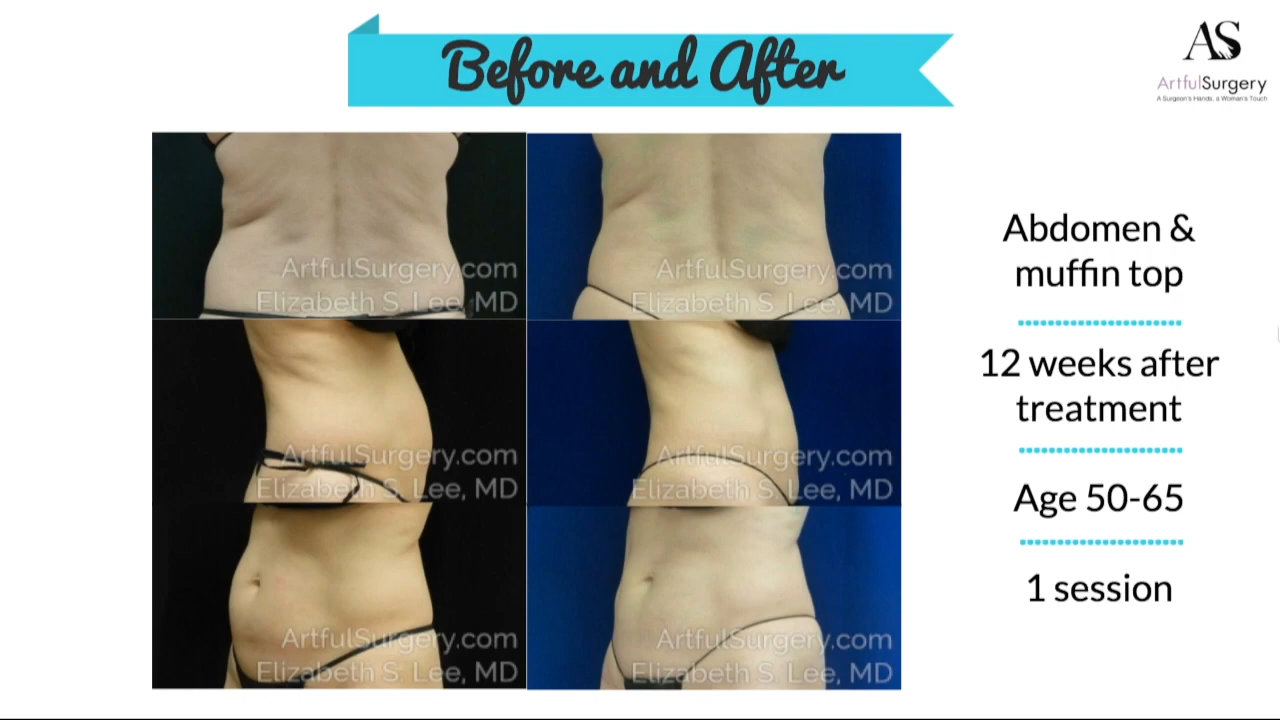 Before and After
AS
ArtfulSurgery
A Surgeon's Hands, a Woman's Touch
ArtfulSurgery.com
Elizabeth S. Lee, MD
ArtfulSurgery.com
Elizabeth S. Lee, MD
ArtfulSurgery.com
Elizabeth S. Lee, MD
ArtfulSurgery.com
Elizabeth S. Lee, MD
ArtfulSurgery.com
Elizabeth S. Lee, MD
ArtfulSurgery.com
Elizabeth S. Lee, MD
Abdomen &
muffin top
12 weeks after
treatment
Age 50-65
1 session